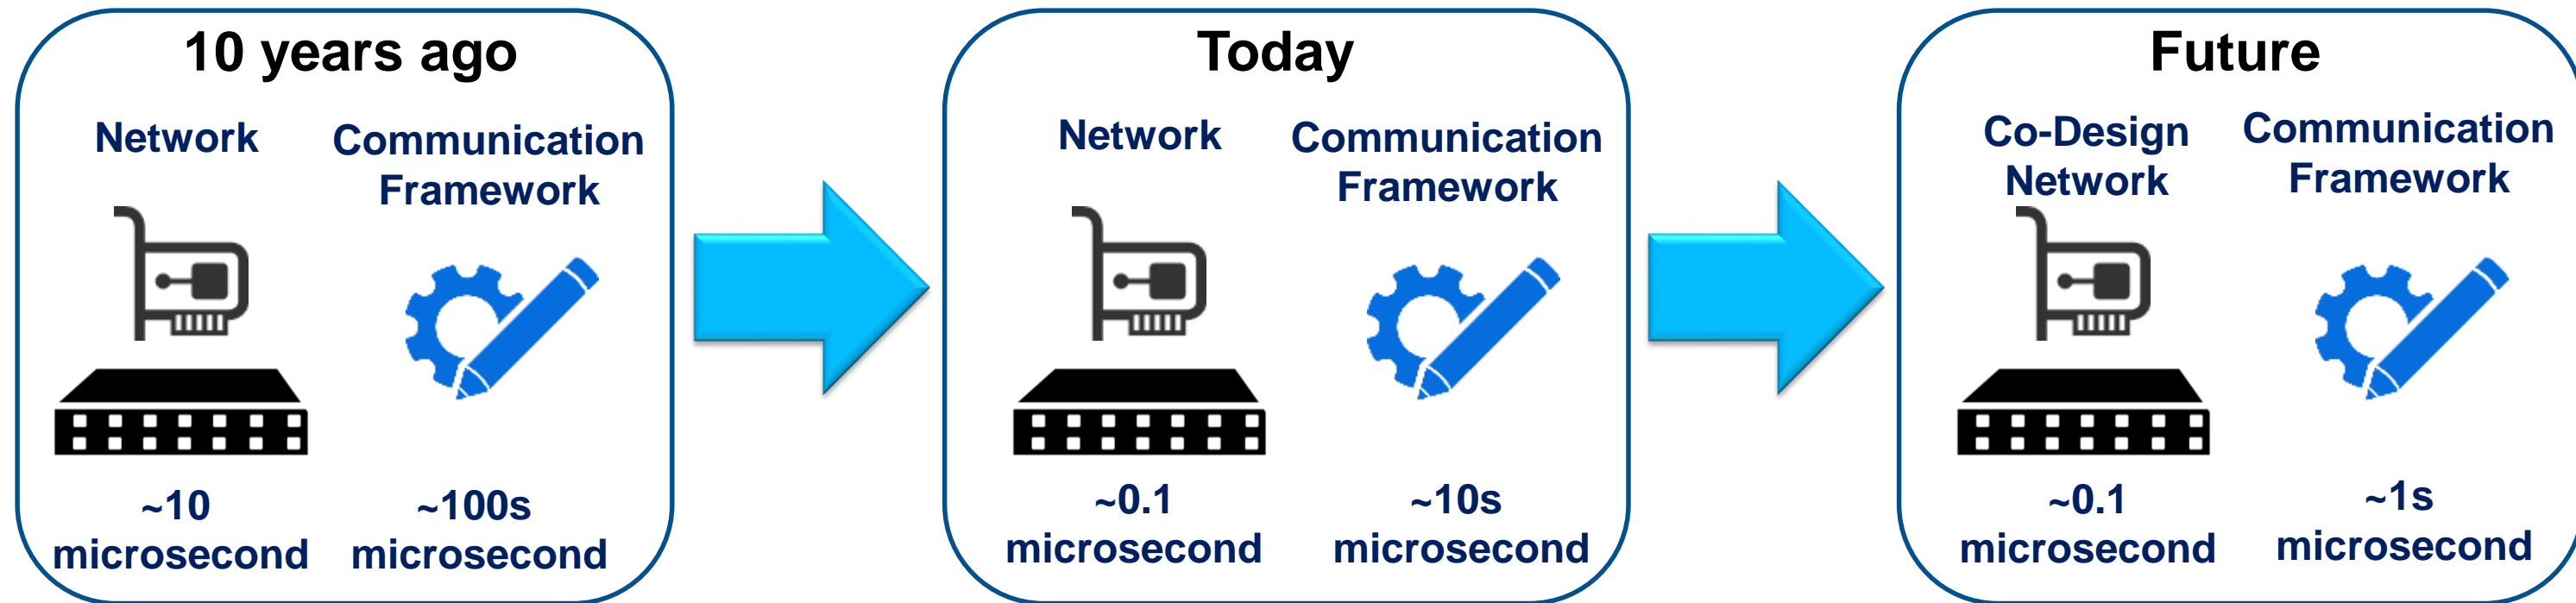 10 years ago
Network
Communication
Framework
~10
microsecond
~100s
microsecond
Today
Network
Communication
Framework
~0.1
microsecond
~10s
microsecond
Future
Co-Design
Network
Communication
Framework
~0.1
microsecond
~1s
microsecond